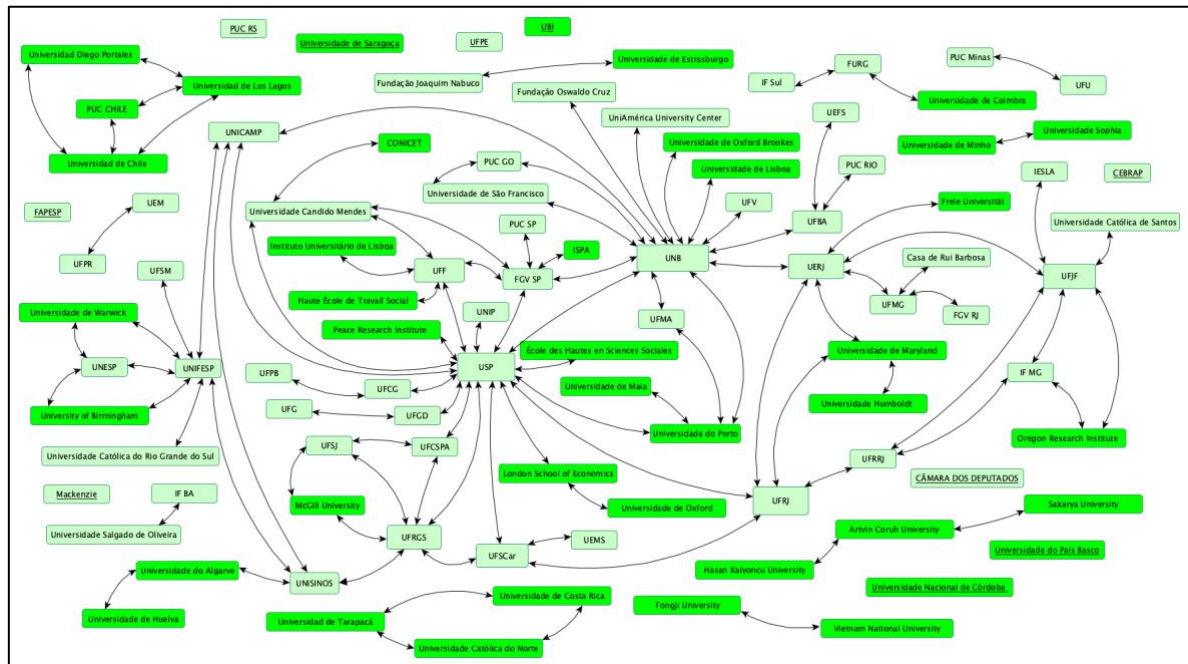 PUC RS
Universidade de Saragoça
UFPE
UBI
Universidad Diego Portales
Universidad de Los Lagos
PUC CHILE
Universidad de Chile
Fundação Joaquim Nabuco
Universidade de Estrasburgo
Fundação Oswaldo Cruz
UniAmérica University Center
IF Sul
FURG
PUC Minas
UFU
Universidade de Coimbra
UNICAMP
CONICET
PUC GO
Universidade de Oxford Brookes
Universidade de Lisboa
UEFS
PUC RIO
Universidade de Minho
Universidade Sophia
IESLA
CEBRAP
FAPESP
UEM
UFPR
Universidade de São Francisco
Universidade Candido Mendes
PUC SP
UFV
UFBA
Freie Universität
Universidade Católica de Santos
Instituto Universitário de Lisboa
ISPA
UFSM
UFF
FGV SP
UNB
UERJ
Casa de Rui Barbosa
UFJF
Haute École de Travail Social
UFMG
FGV RJ
Universidade de Warwick
Peace Research Institute
UNIP
UFMA
École des Hautes en Sciences Sociales
Universidade de Maryland
UNESP
UNIFESP
USP
IF MG
UFPB
UFCG
Universidade de Maia
Universidade Humboldt
University of Birmingham
UFG
UFGD
Universidade do Porto
Oregon Research Institute
Universidade Católica do Rio Grande do Sul
UFSJ
UFCSPA
UFRRJ
London School of Economics
CÂMARA DOS DEPUTADOS
Mackenzie
IF BA
McGill University
Universidade de Oxford
UFRJ
Sakarya University
Universidade Salgado de Oliveira
UFRGS
UEMS
Artvin Coruh University
UFSCar
Universidade do País Basco
Universidade do Algarve
UNISINOS
Hasan Kalyoncu University
Universidade Nacional de Córdoba
Universidade de Huelva
Universidade de Costa Rica
Universidad de Tarapacá
Universidade Católica do Norte
Tongji University
Vietnam National University